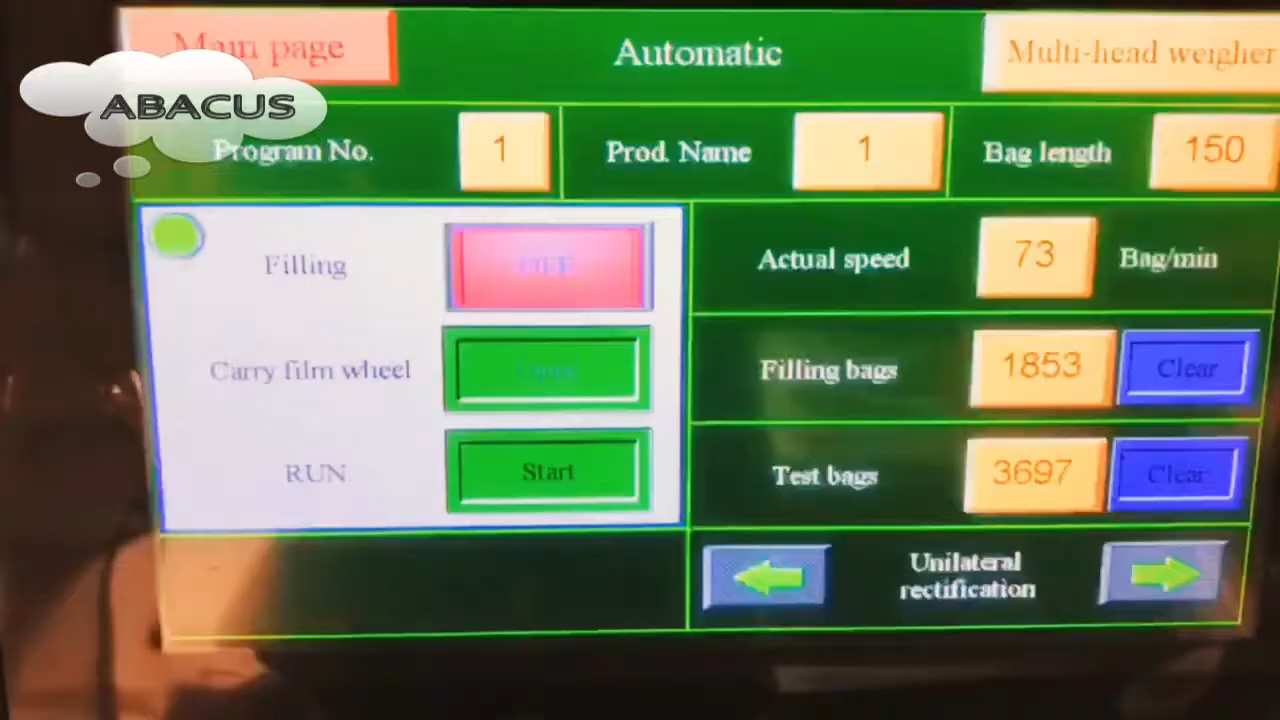 Main page
Automatic
Multi-head weigher
ABACUS
Program No.
1
Prod. Name
1
Bag length
150
Filling
OFF
Actual speed
73
Bag/min
Carry film wheel
Filling bags
1853
Clear
RUN
Start
Test bags
3697
Clear
Unilateral
rectification